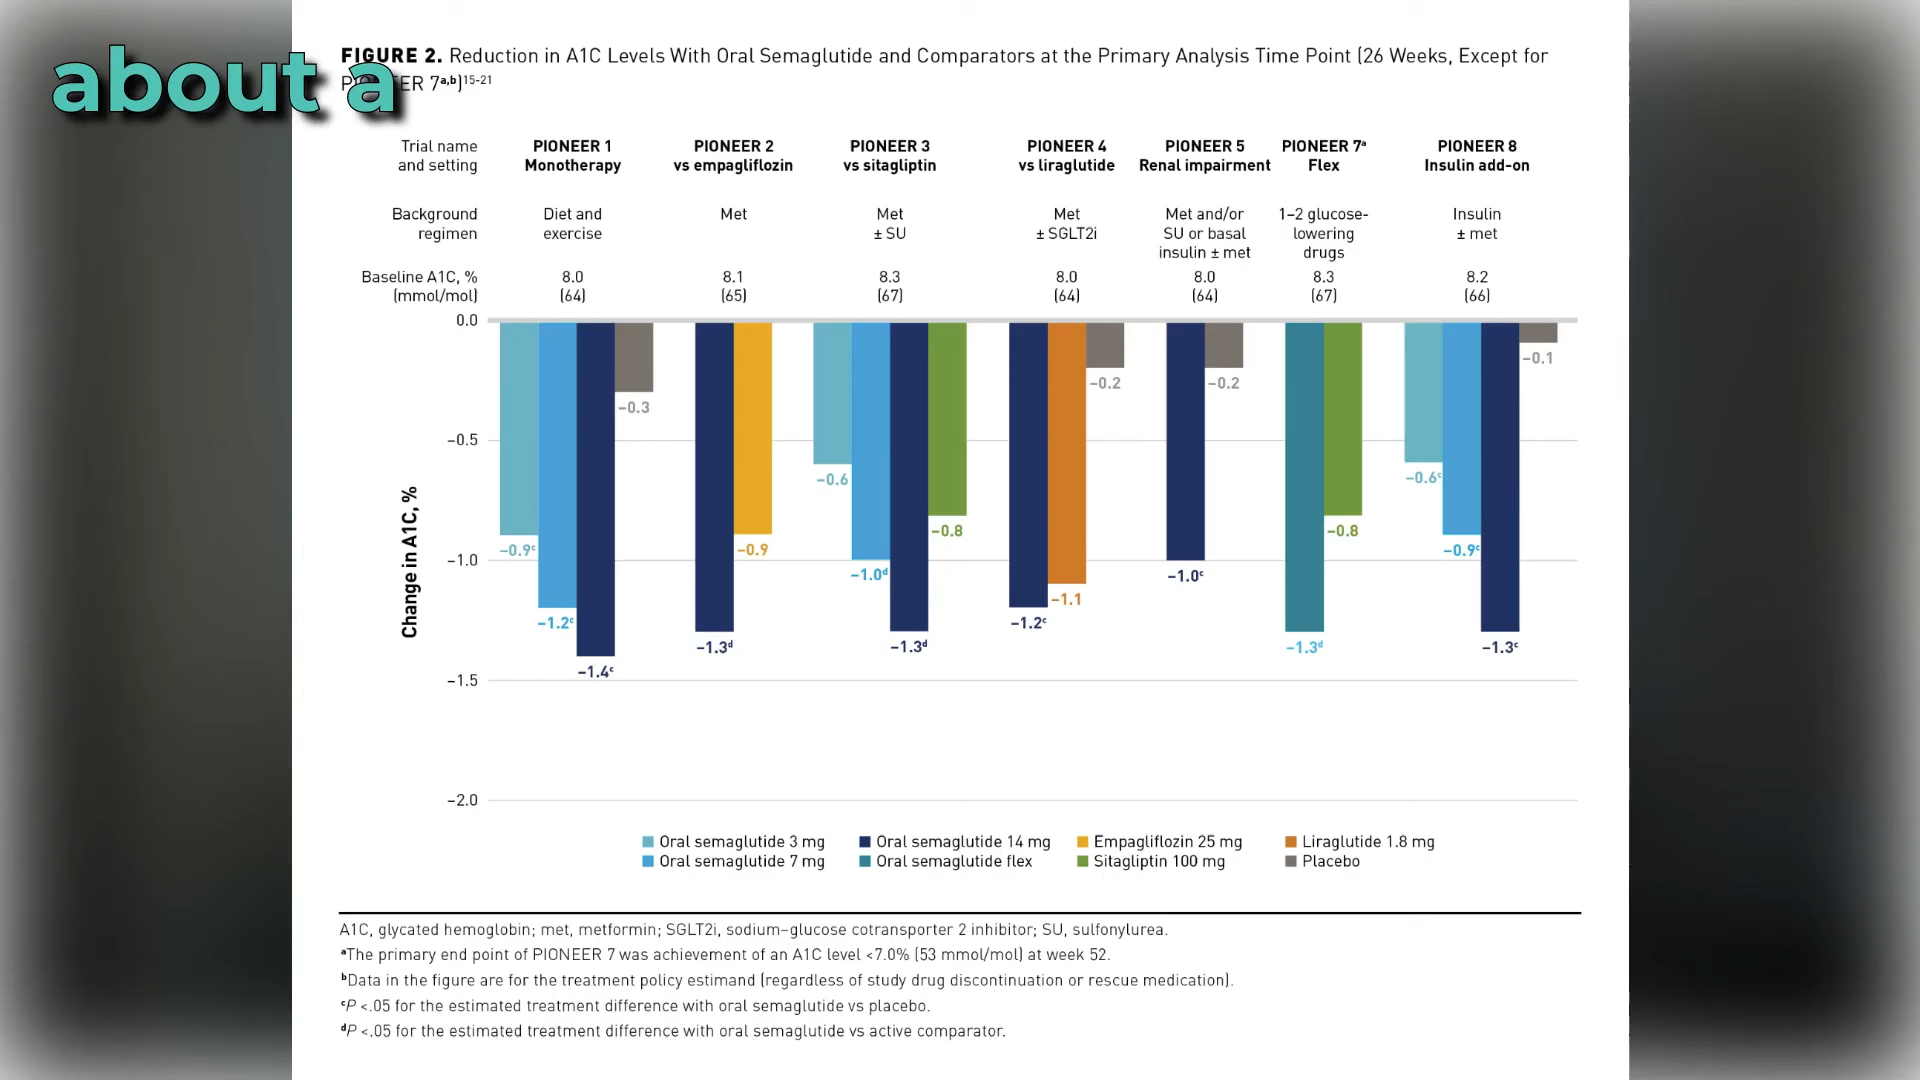 about a
FIGURE 2. Reduction in A1C Levels With Oral Semaglutide and Comparators at the Primary Analysis Time Point (26 Weeks, Except for
ER 7ᵃ,ᵇ)¹⁵⁻²¹
Trial name and setting
PIONEER 1 Monotherapy
PIONEER 2 vs empagliflozin
PIONEER 3 vs sitagliptin
PIONEER 4 vs liraglutide
PIONEER 5 Renal impairment
PIONEER 7ᵃ Flex
PIONEER 8 Insulin add-on
Background regimen
Diet and exercise
Met
Met ± SU
Met ± SGLT2i
Met and/or SU or basal insulin ± met
1–2 glucose-lowering drugs
Insulin ± met
Baseline A1C, % (mmol/mol)
8.0 (64)
8.1 (65)
8.3 (67)
8.0 (64)
8.0 (64)
8.3 (67)
8.2 (66)
Change in A1C, %
0.0
−0.5
−1.0
−1.5
−2.0
−0.9ᶜ
−1.2ᶜ
−1.4ᶜ
−0.3
−1.3ᵈ
−0.9
−0.6
−1.0ᵈ
−1.3ᵈ
−0.8
−1.2ᶜ
−1.1
−0.2
−1.0ᶜ
−0.2
−1.3ᵈ
−0.8
−0.6ᶜ
−0.9ᶜ
−1.3ᶜ
−0.1
Oral semaglutide 3 mg
Oral semaglutide 14 mg
Empagliflozin 25 mg
Liraglutide 1.8 mg
Oral semaglutide 7 mg
Oral semaglutide flex
Sitagliptin 100 mg
Placebo
A1C, glycated hemoglobin; met, metformin; SGLT2i, sodium–glucose cotransporter 2 inhibitor; SU, sulfonylurea.
ᵃThe primary end point of PIONEER 7 was achievement of an A1C level <7.0% (53 mmol/mol) at week 52.
ᵇData in the figure are for the treatment policy estimand (regardless of study drug discontinuation or rescue medication).
ᶜP <.05 for the estimated treatment difference with oral semaglutide vs placebo.
ᵈP <.05 for the estimated treatment difference with oral semaglutide vs active comparator.